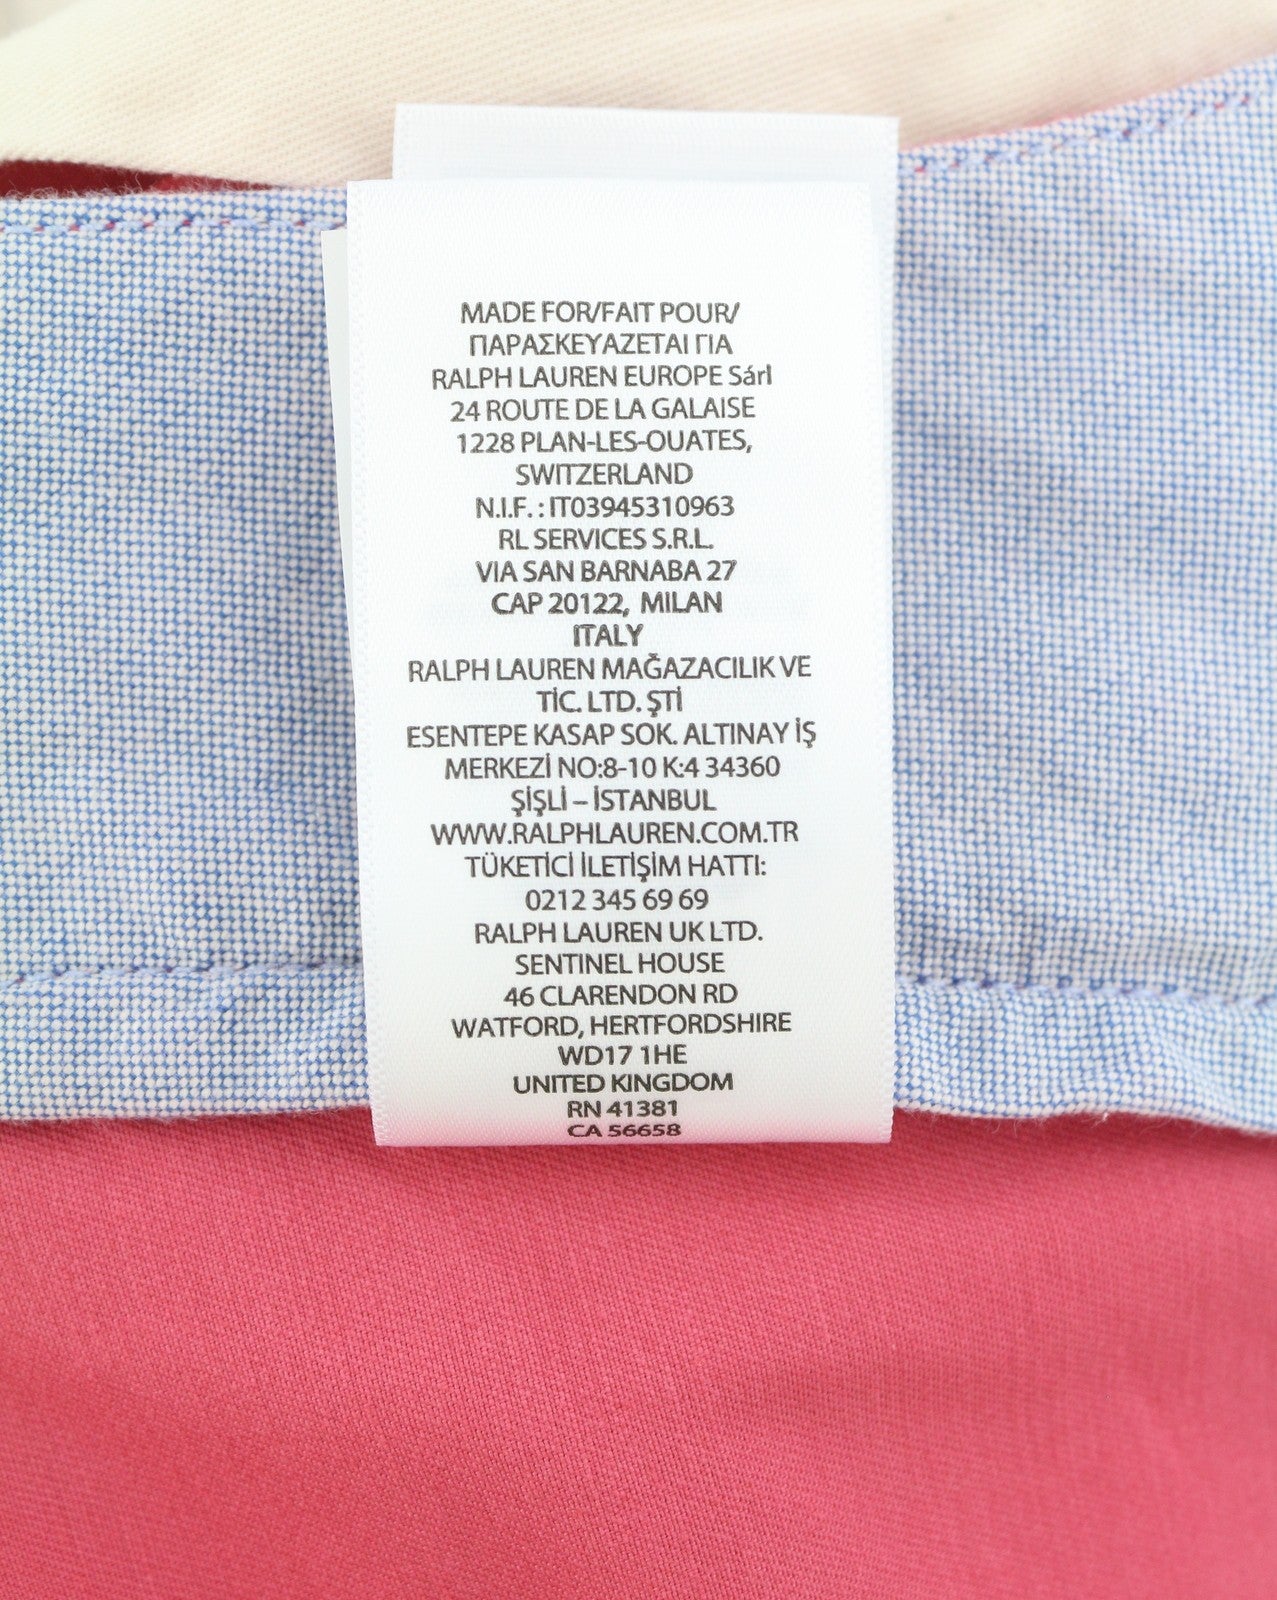 MADE FOR/FAIT POUR/
ΠΑΡΑΣΚΕΥΑΖΕΤΑΙ ΓΙΑ
RALPH LAUREN EUROPE Sárl
24 ROUTE DE LA GALAISE
1228 PLAN-LES-OUATES,
SWITZERLAND
N.I.F. : IT03945310963
RL SERVICES S.R.L.
VIA SAN BARNABA 27
CAP 20122, MILAN
ITALY
RALPH LAUREN MAĞAZACILIK VE
TİC. LTD. ŞTİ
ESENTEPE KASAP SOK. ALTINAY İŞ
MERKEZİ NO:8-10 K:4 34360
ŞİŞLİ – İSTANBUL
WWW.RALPHLAUREN.COM.TR
TÜKETİCİ İLETİŞİM HATTI:
0212 345 69 69
RALPH LAUREN UK LTD.
SENTINEL HOUSE
46 CLARENDON RD
WATFORD, HERTFORDSHIRE
WD17 1HE
UNITED KINGDOM
RN 41381
CA 56658